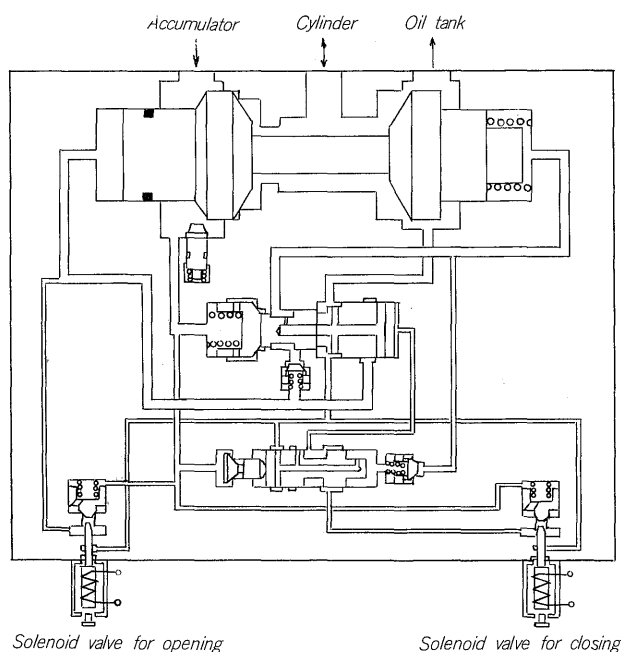 Accumulator
Cylinder
Oil tank
Solenoid valve for opening
Solenoid valve for closing